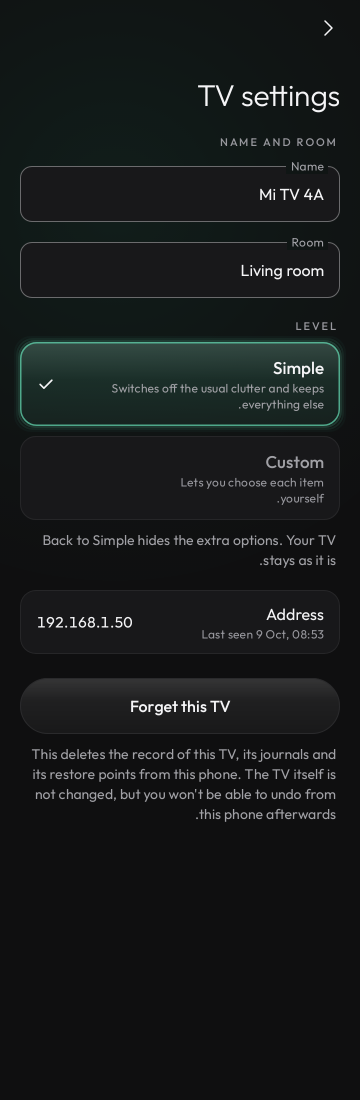 TV settings
NAME AND ROOM
Name
Mi TV 4A
Room
Living room
LEVEL
Simple
Switches off the usual clutter and keeps
.everything else
Custom
Lets you choose each item
.yourself
Back to Simple hides the extra options. Your TV
.stays as it is
Address
192.168.1.50
Last seen 9 Oct, 08:53
Forget this TV
This deletes the record of this TV, its journals and
its restore points from this phone. The TV itself is
not changed, but you won't be able to undo from
.this phone afterwards